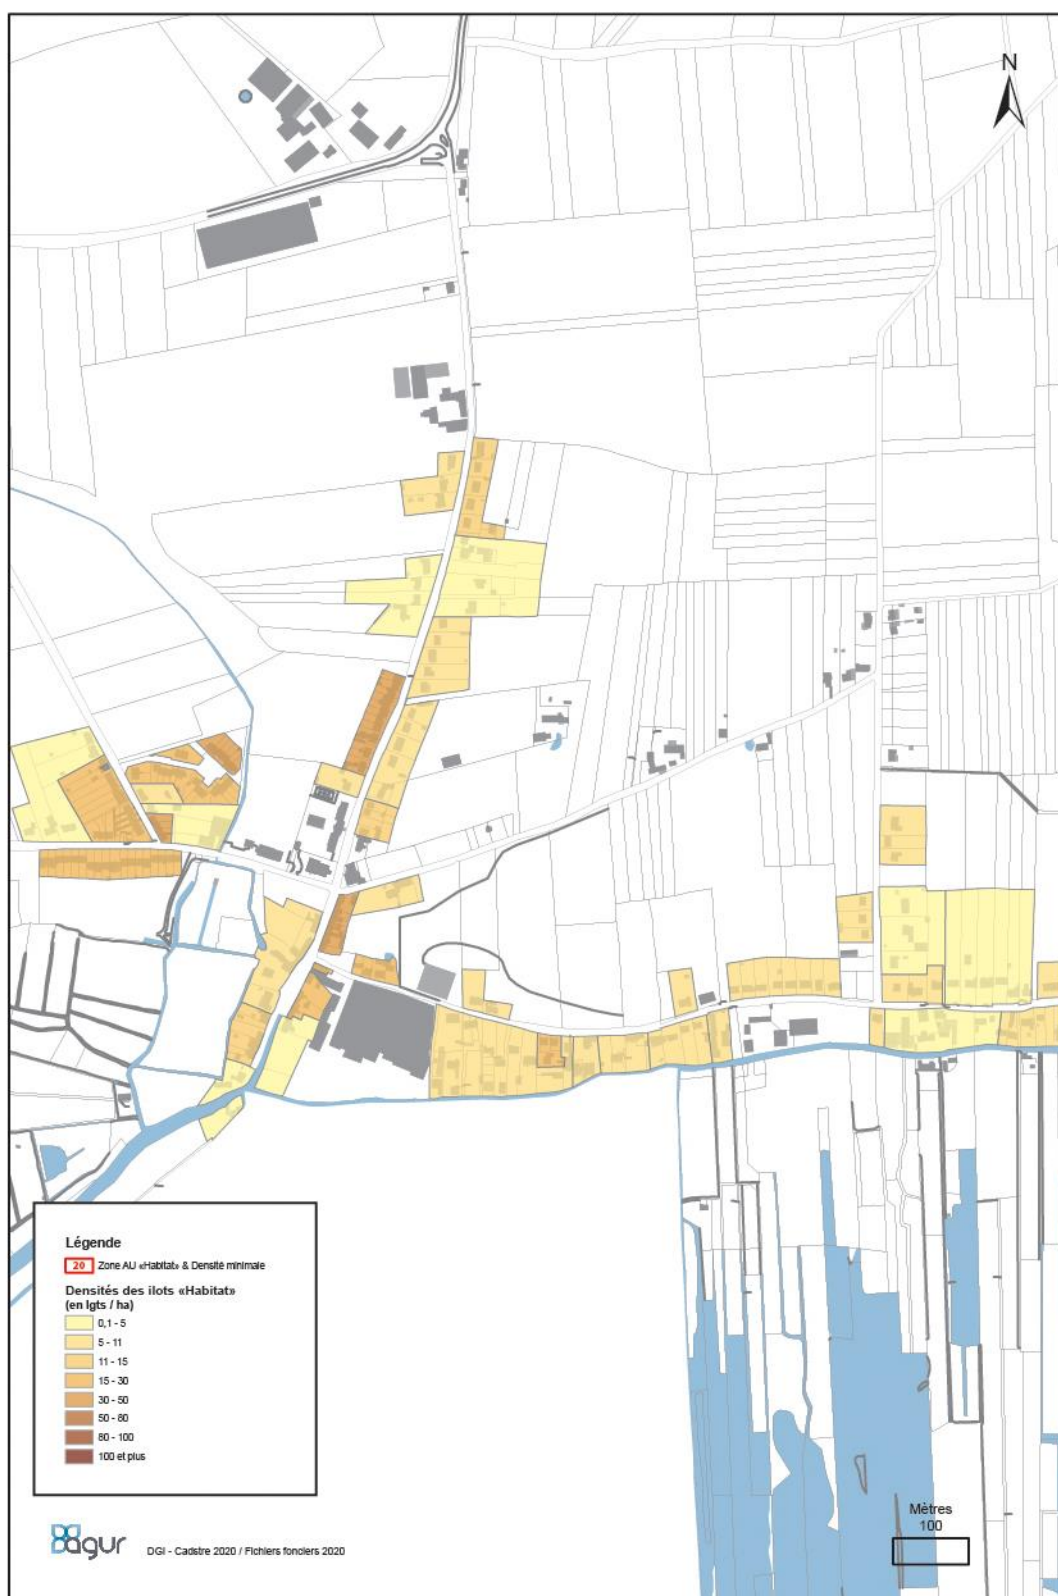 N
Légende
20 Zone AU «Habitat» & Densité minimale
Densités des ilots «Habitat»
(en lgts / ha)
0,1 - 5
5 - 11
11 - 15
15 - 30
30 - 50
50 - 80
80 - 100
100 et plus
Mètres
100
agur
DGI - Cadstre 2020 / Fichiers fonciers 2020